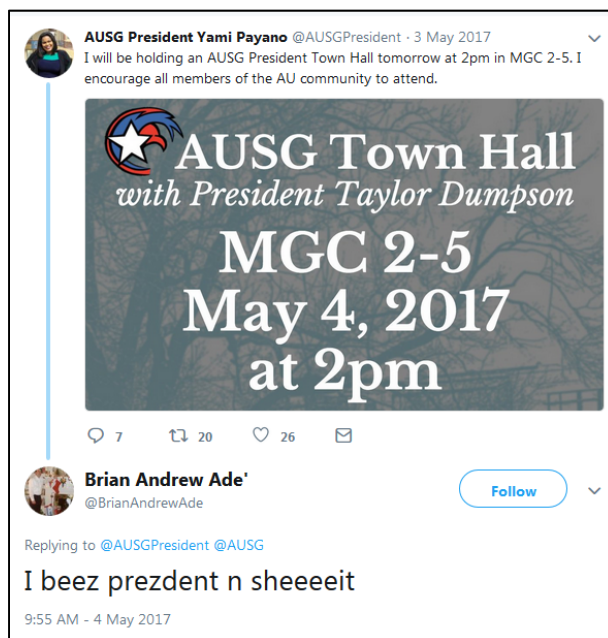 AUSG President Yami Payano @AUSGPresident · 3 May 2017
I will be holding an AUSG President Town Hall tomorrow at 2pm in MGC 2-5. I
encourage all members of the AU community to attend.
AUSG Town Hall
with President Taylor Dumpson
MGC 2-5
May 4, 2017
at 2pm
7 20 26
Brian Andrew Ade'
@BrianAndrewAde
Follow
Replying to @AUSGPresident @AUSG
I beez prezdent n sheeeeit
9:55 AM - 4 May 2017